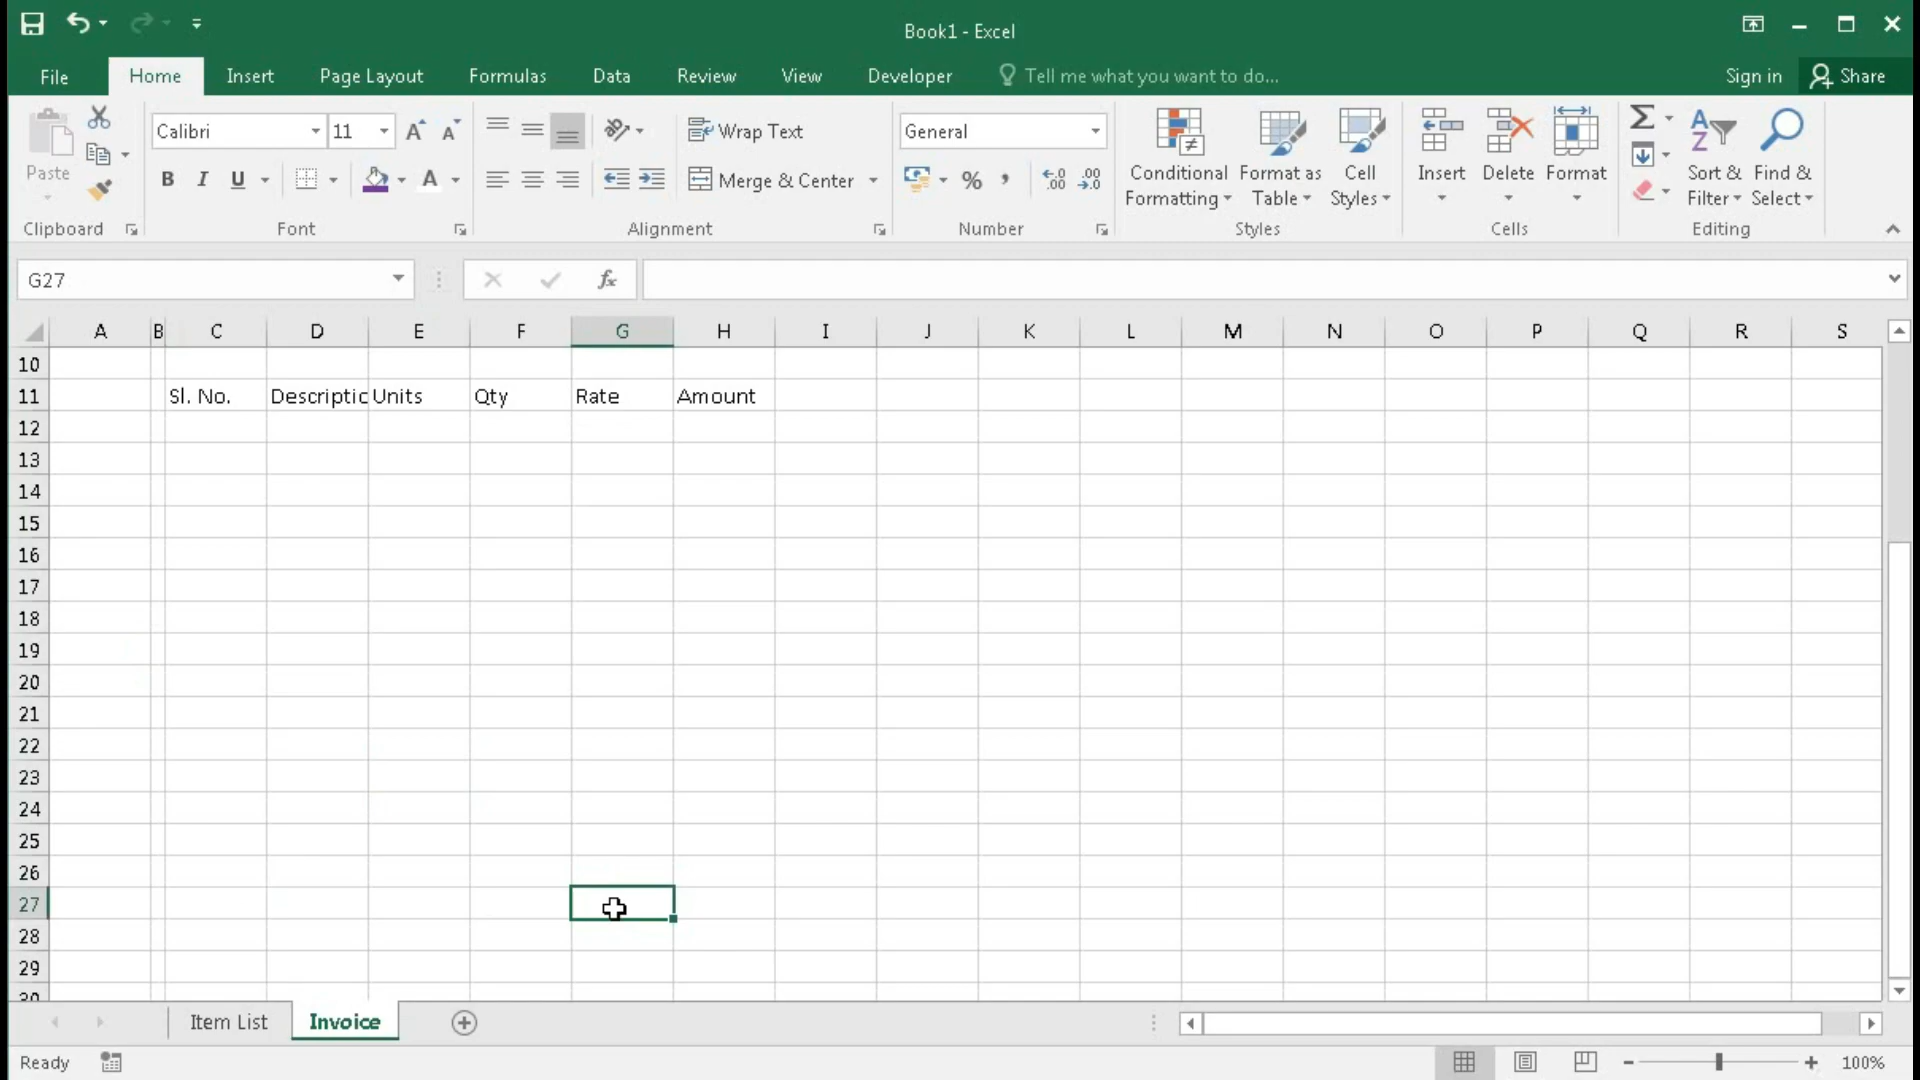 Book1 - Excel
File Home Insert Page Layout Formulas Data Review View Developer Tell me what you want to do... Sign in Share
Paste
Clipboard
Calibri 11
B I U A
Font
Wrap Text
Merge & Center
Alignment
General
%
Number
Conditional Formatting
Format as Table
Cell Styles
Styles
Insert
Delete
Format
Cells
Sort & Filter
Find & Select
Editing
G27
fx
A B C D E F G H I J K L M N O P Q R S
10
11 Sl. No. Descriptic Units Qty Rate Amount
12
13
14
15
16
17
18
19
20
21
22
23
24
25
26
27
28
29
30
Item List Invoice
Ready 100%